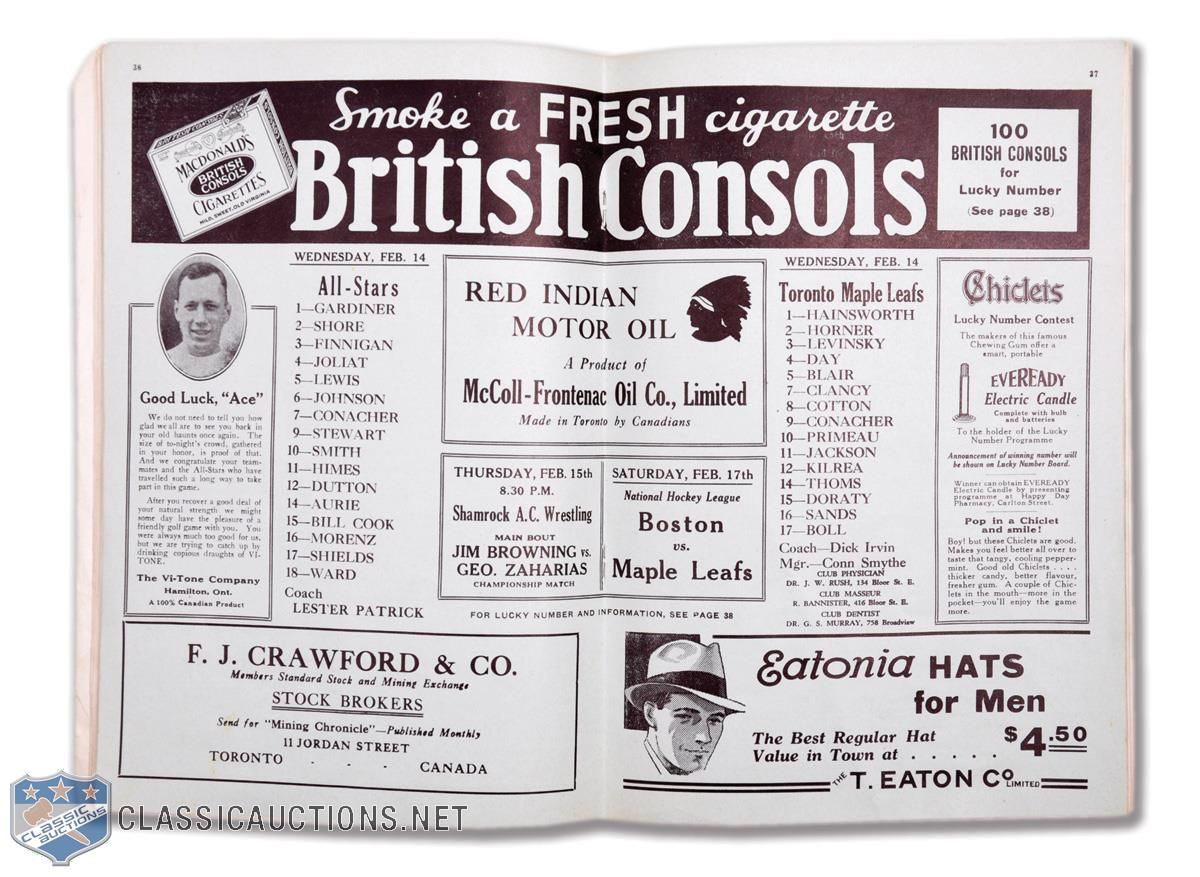 36
37
Smoke a FRESH cigarette
British Consols
MACDONALD'S
BRITISH
CONSOLS
CIGARETTES
MILD, SWEET, OLD VIRGINIA
100
BRITISH CONSOLS
for
Lucky Number
(See page 38)
Good Luck, "Ace"
We do not need to tell you how
glad we all are to see you back in
your old haunts once again. The
size of to-night's crowd, gathered
in your honor, is proof of that.
And we congratulate your team-
mates and the All-Stars who have
travelled such a long way to take
part in this game.
After you recover a good deal of
your natural strength we might
some day have the pleasure of a
friendly golf game with you. You
were always much too good for us,
but we are trying to catch up by
drinking copious draughts of VI-
TONE.
The Vi-Tone Company
Hamilton, Ont.
A 100% Canadian Product
WEDNESDAY, FEB. 14
All-Stars
1—GARDINER
2—SHORE
3—FINNIGAN
4—JOLIAT
5—LEWIS
6—JOHNSON
7—CONACHER
9—STEWART
10—SMITH
11—HIMES
12—DUTTON
14—AURIE
15—BILL COOK
16—MORENZ
17—SHIELDS
18—WARD
Coach
LESTER PATRICK
RED INDIAN
MOTOR OIL
A Product of
McColl-Frontenac Oil Co., Limited
Made in Toronto by Canadians
THURSDAY, FEB. 15th
8.30 P.M.
Shamrock A.C. Wrestling
MAIN BOUT
JIM BROWNING vs.
GEO. ZAHARIAS
CHAMPIONSHIP MATCH
SATURDAY, FEB. 17th
National Hockey League
Boston
vs.
Maple Leafs
FOR LUCKY NUMBER AND INFORMATION, SEE PAGE 38
WEDNESDAY, FEB. 14
Toronto Maple Leafs
1—HAINSWORTH
2—HORNER
3—LEVINSKY
4—DAY
5—BLAIR
7—CLANCY
8—COTTON
9—CONACHER
10—PRIMEAU
11—JACKSON
12—KILREA
14—THOMS
15—DORATY
16—SANDS
17—BOLL
Coach—Dick Irvin
Mgr.—Conn Smythe
CLUB PHYSICIAN
DR. J. W. RUSH, 134 Bloor St. E.
CLUB MASSEUR
R. BANNISTER, 416 Bloor St. E.
CLUB DENTIST
DR. G. S. MURRAY, 758 Broadview
Chiclets
Lucky Number Contest
The makers of this famous
Chewing Gum offer a
smart, portable
EVEREADY
Electric Candle
Complete with bulb
and batteries
To the holder of the Lucky
Number Programme
Announcement of winning number will
be shown on Lucky Number Board.
Winner can obtain EVEREADY
Electric Candle by presenting
programme at Happy Day
Pharmacy, Carlton Street.
Pop in a Chiclet
and smile!
Boy! but these Chiclets are good.
Makes you feel better all over to
taste that tangy, cooling pepper-
mint. Good old Chiclets . . . .
thicker candy, better flavour,
fresher gum. A couple of Chic-
lets in the mouth—more in the
pocket—you'll enjoy the game
more.
F. J. CRAWFORD & CO.
Members Standard Stock and Mining Exchange
STOCK BROKERS
Send for "Mining Chronicle"—Published Monthly
11 JORDAN STREET
TORONTO - - - CANADA
Eatonia HATS
for Men
The Best Regular Hat
Value in Town at . . . . . $4.50
THE T. EATON CO LIMITED
CLASSIC
AUCTIONS
CLASSICAUCTIONS.NET